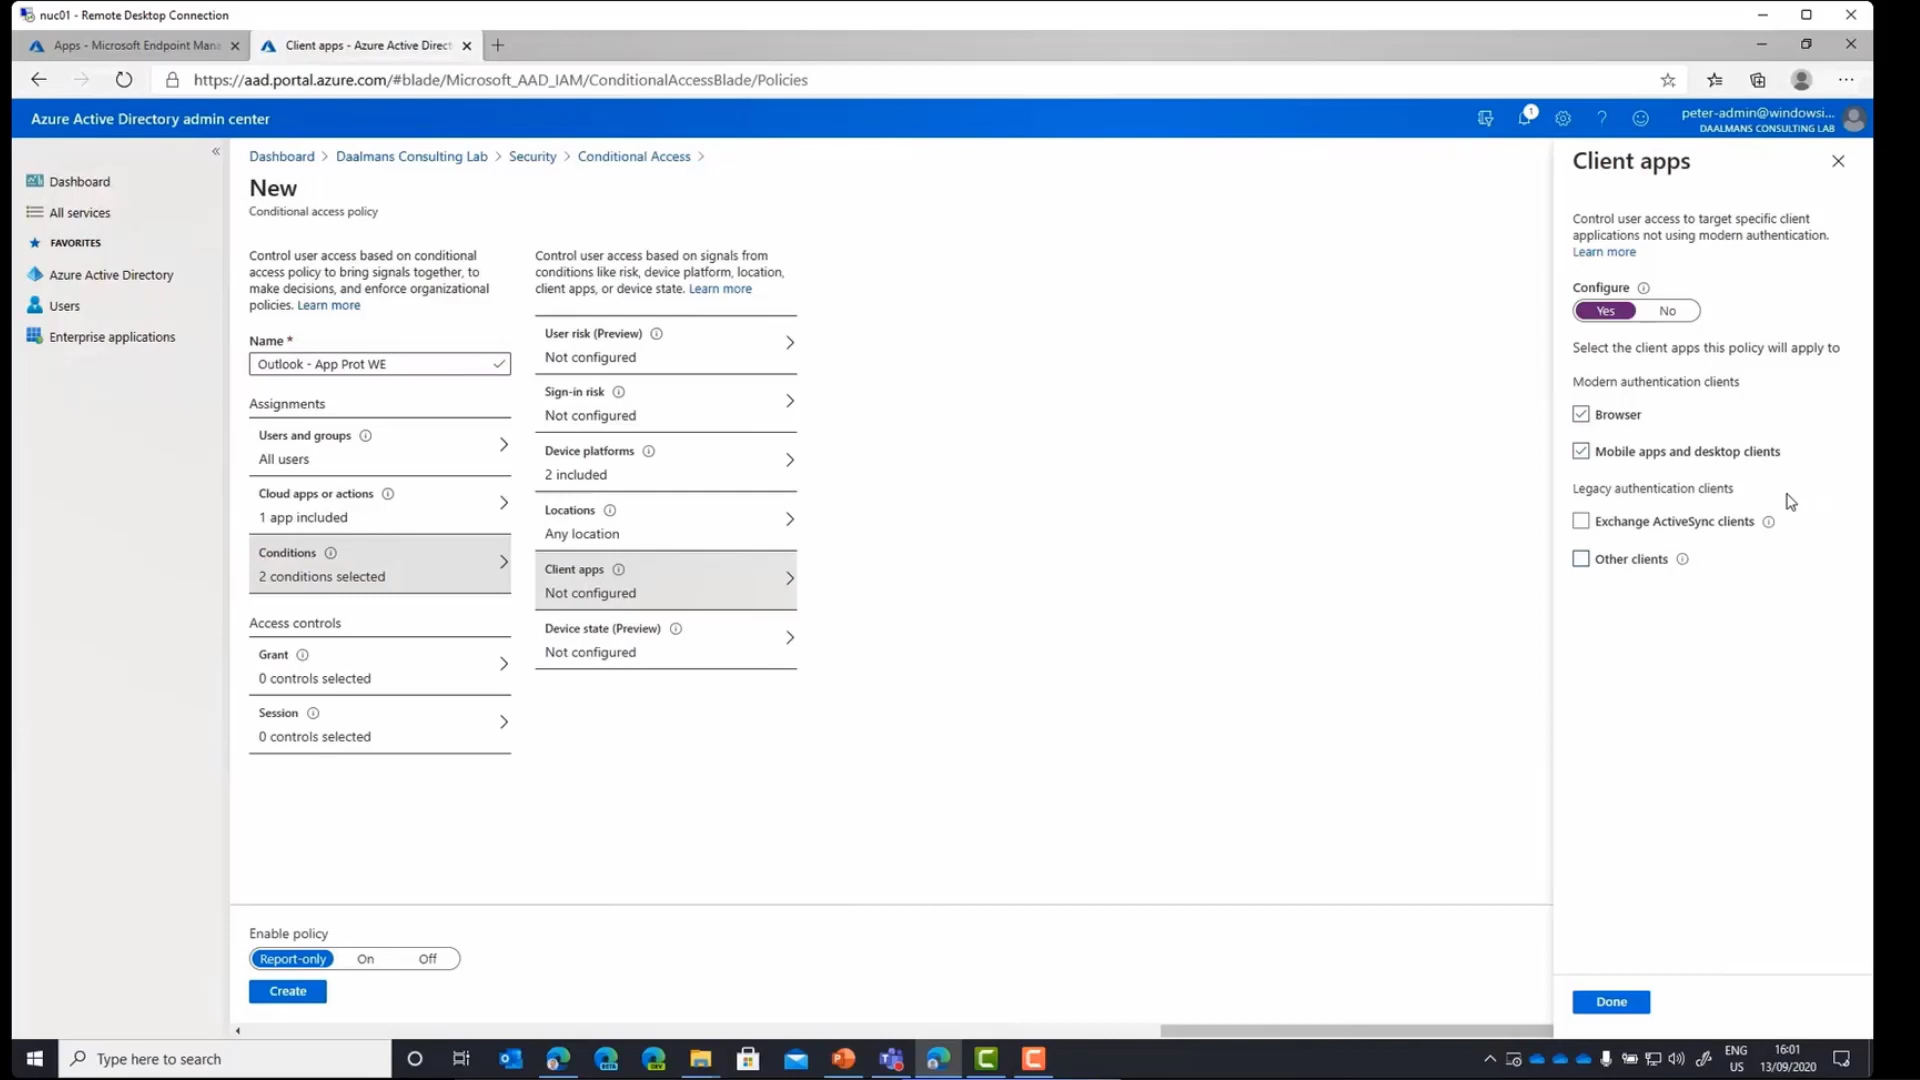 nuc01 - Remote Desktop Connection
Apps - Microsoft Endpoint Mana
Client apps - Azure Active Direct
https://aad.portal.azure.com/#blade/Microsoft_AAD_IAM/ConditionalAccessBlade/Policies
Azure Active Directory admin center
1
peter-admin@windowsi...
DAALMANS CONSULTING LAB
Dashboard
All services
FAVORITES
Azure Active Directory
Users
Enterprise applications
Dashboard > Daalmans Consulting Lab > Security > Conditional Access >
New
Conditional access policy
Control user access based on conditional
access policy to bring signals together, to
make decisions, and enforce organizational
policies. Learn more
Name *
Outlook - App Prot WE
Assignments
Users and groups
All users
Cloud apps or actions
1 app included
Conditions
2 conditions selected
Access controls
Grant
0 controls selected
Session
0 controls selected
Control user access based on signals from
conditions like risk, device platform, location,
client apps, or device state. Learn more
User risk (Preview)
Not configured
Sign-in risk
Not configured
Device platforms
2 included
Locations
Any location
Client apps
Not configured
Device state (Preview)
Not configured
Enable policy
Report-only On Off
Create
Client apps
Control user access to target specific client
applications not using modern authentication.
Learn more
Configure
Yes No
Select the client apps this policy will apply to
Modern authentication clients
Browser
Mobile apps and desktop clients
Legacy authentication clients
Exchange ActiveSync clients
Other clients
Done
Type here to search
BETA
DEV
ENG
US
16:01
13/09/2020